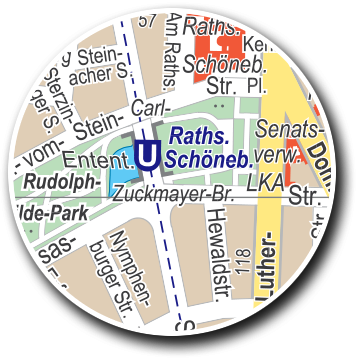 57
Am Raths.
Raths.
Schöneb.
Ker
9
Stein-
acher S.
Sterzin-
ger S.
Str. Pl.
Carl-
-vom-
Stein-
Raths.
Schöneb.
U
Entent.
Senats-
verw.
LKA
Dom
Rudolph-
lde-Park
Zuckmayer-Br.
Str.
sas-
Nymphen-
burger Str.
Hewaldstr.
118
Luther-
S